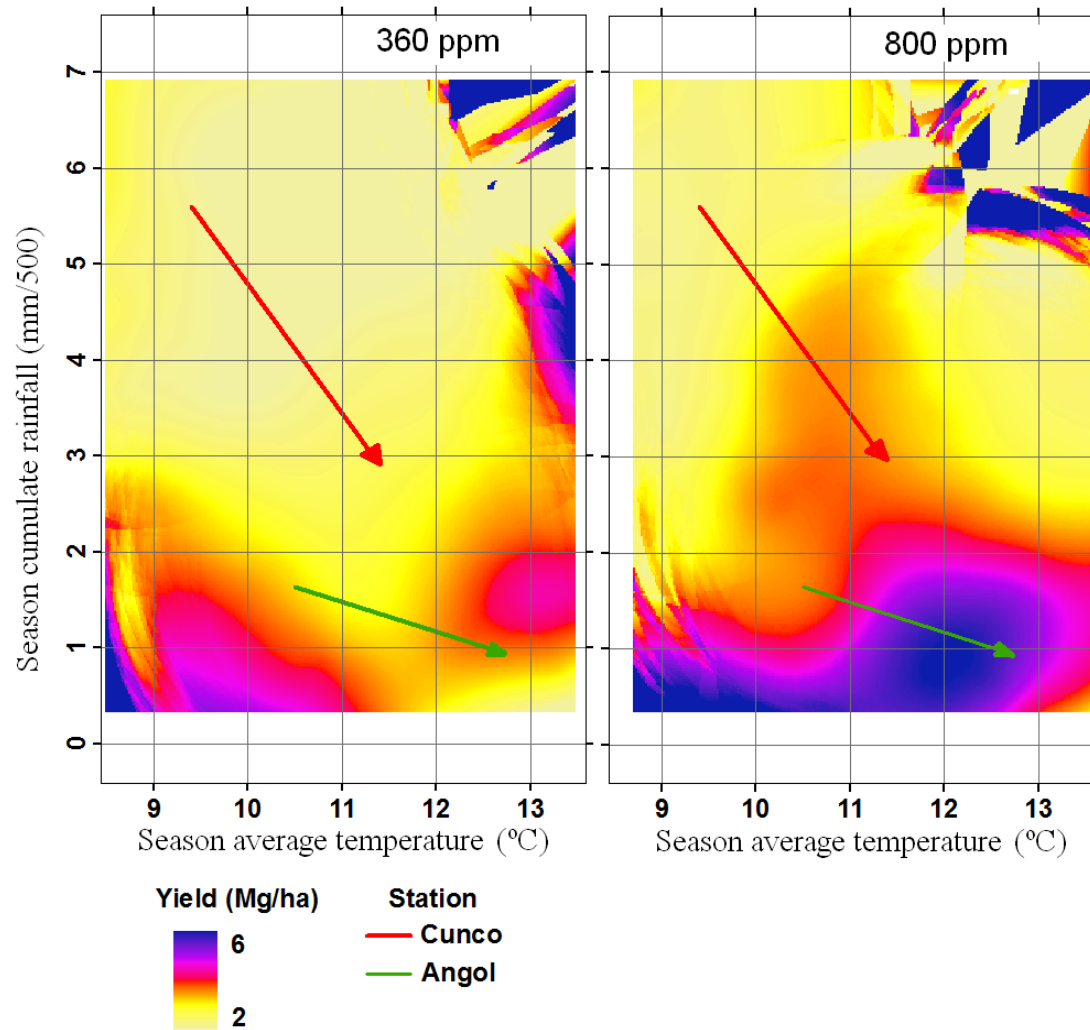 360 ppm
800 ppm
Season cumulate rainfall (mm/500)
7
6
5
4
3
2
1
0
9 10 11 12 13
9 10 11 12 13
Season average temperature (ºC)
Season average temperature (ºC)
Yield (Mg/ha)
6
2
Station
Cunco
Angol